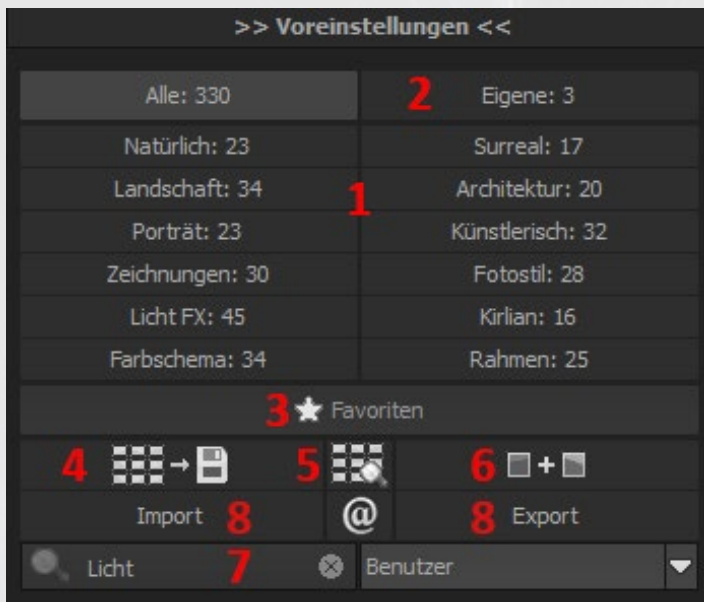 >> Voreinstellungen <<
Alle: 330 2 Eigene: 3
Natürlich: 23 Surreal: 17
Landschaft: 34 1 Architektur: 20
Porträt: 23 Künstlerisch: 32
Zeichnungen: 30 Fotostil: 28
Licht FX: 45 Kirlian: 16
Farbschema: 34 Rahmen: 25
3 Favoriten
4 5 6
Import 8 @ 8 Export
Licht 7 Benutzer